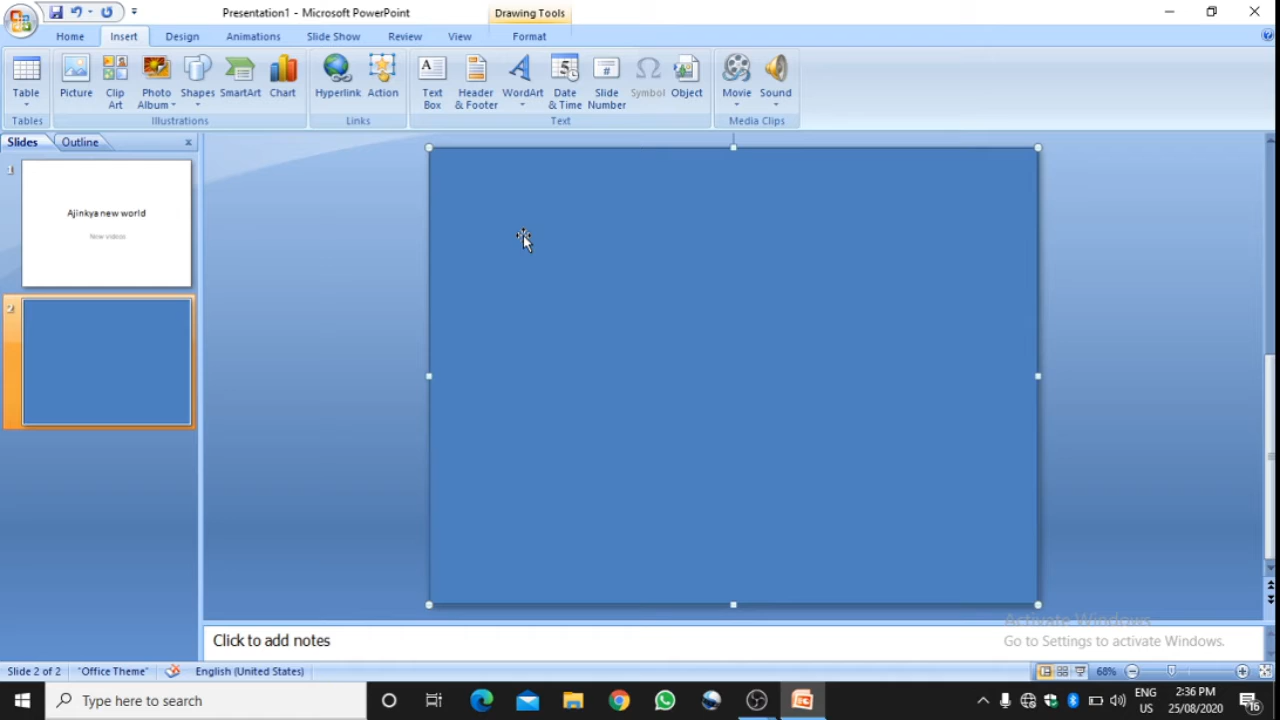 Presentation1 - Microsoft PowerPoint
Drawing Tools
Home Insert Design Animations Slide Show Review View Format
Table Picture Clip Art Photo Album Shapes SmartArt Chart Hyperlink Action Text Box Header & Footer WordArt Date & Time Slide Number Symbol Object Movie Sound
Tables Illustrations Links Text Media Clips
Slides Outline
1
Ajinkya new world
New videos
2
Activate Windows
Go to Settings to activate Windows.
Click to add notes
Slide 2 of 2 "Office Theme" English (United States) 68%
Type here to search
ENG
US
2:36 PM
25/08/2020
16